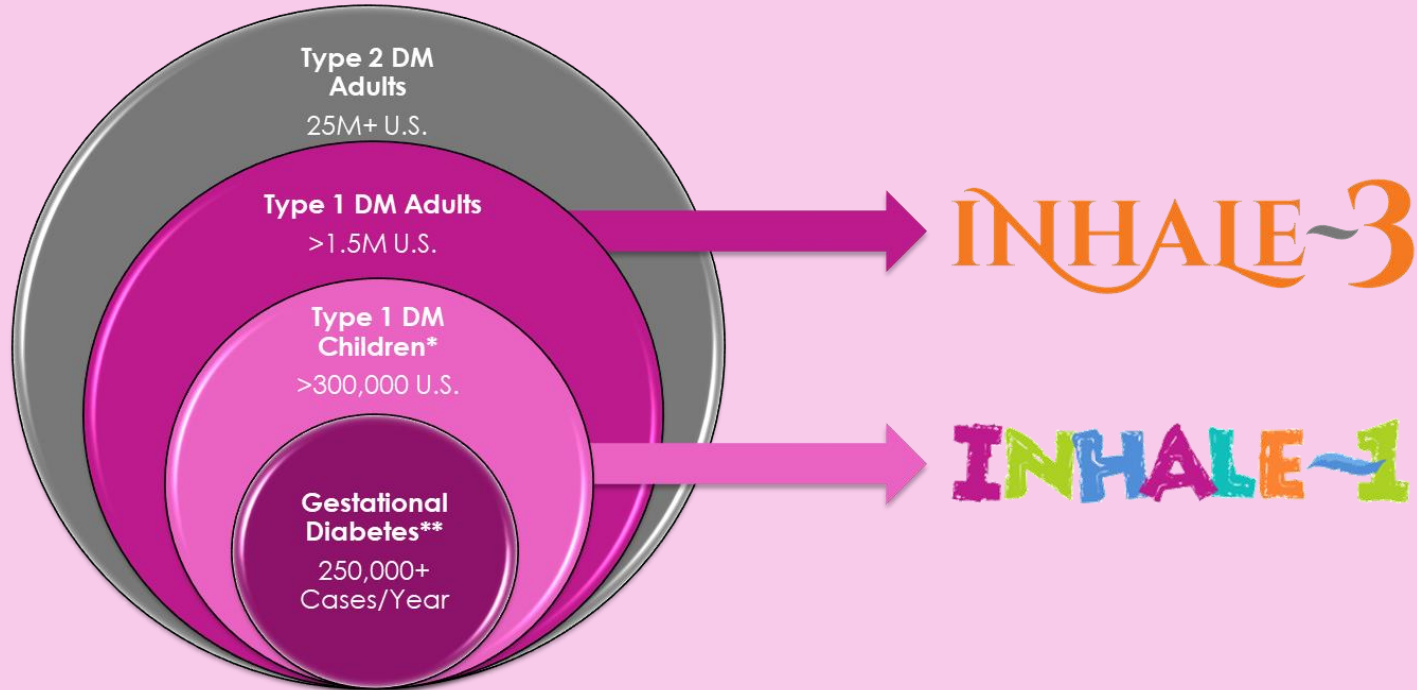 Type 2 DM
Adults
25M+ U.S.
Type 1 DM Adults
>1.5M U.S.
INHALE~3
Type 1 DM
Children*
>300,000 U.S.
INHALE~1
Gestational
Diabetes**
250,000+
Cases/Year